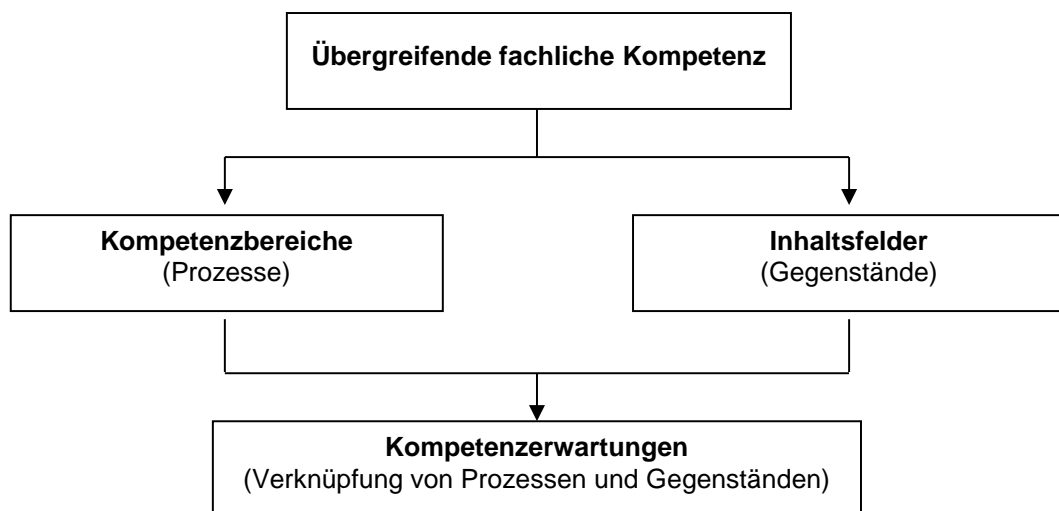 Übergreifende fachliche Kompetenz
Kompetenzbereiche
(Prozesse)
Inhaltsfelder
(Gegenstände)
Kompetenzerwartungen
(Verknüpfung von Prozessen und Gegenständen)